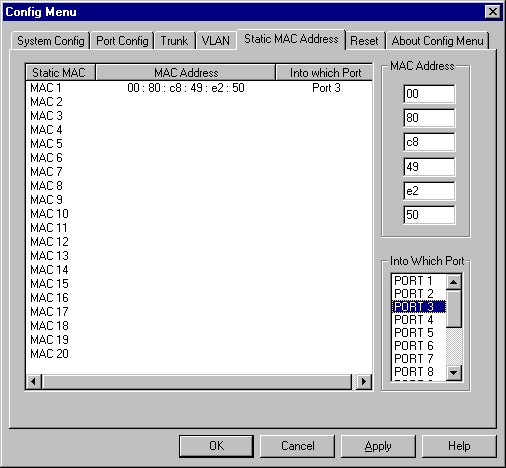 Config Menu
System Config Port Config Trunk VLAN Static MAC Address Reset About Config Menu
Static MAC MAC Address Into which Port
MAC 1 00 : 80 : c8 : 49 : e2 : 50 Port 3
MAC 2
MAC 3
MAC 4
MAC 5
MAC 6
MAC 7
MAC 8
MAC 9
MAC 10
MAC 11
MAC 12
MAC 13
MAC 14
MAC 15
MAC 16
MAC 17
MAC 18
MAC 19
MAC 20
MAC Address
00
80
c8
49
e2
50
Into Which Port
PORT 1
PORT 2
PORT 3
PORT 4
PORT 5
PORT 6
PORT 7
PORT 8
OK Cancel Apply Help